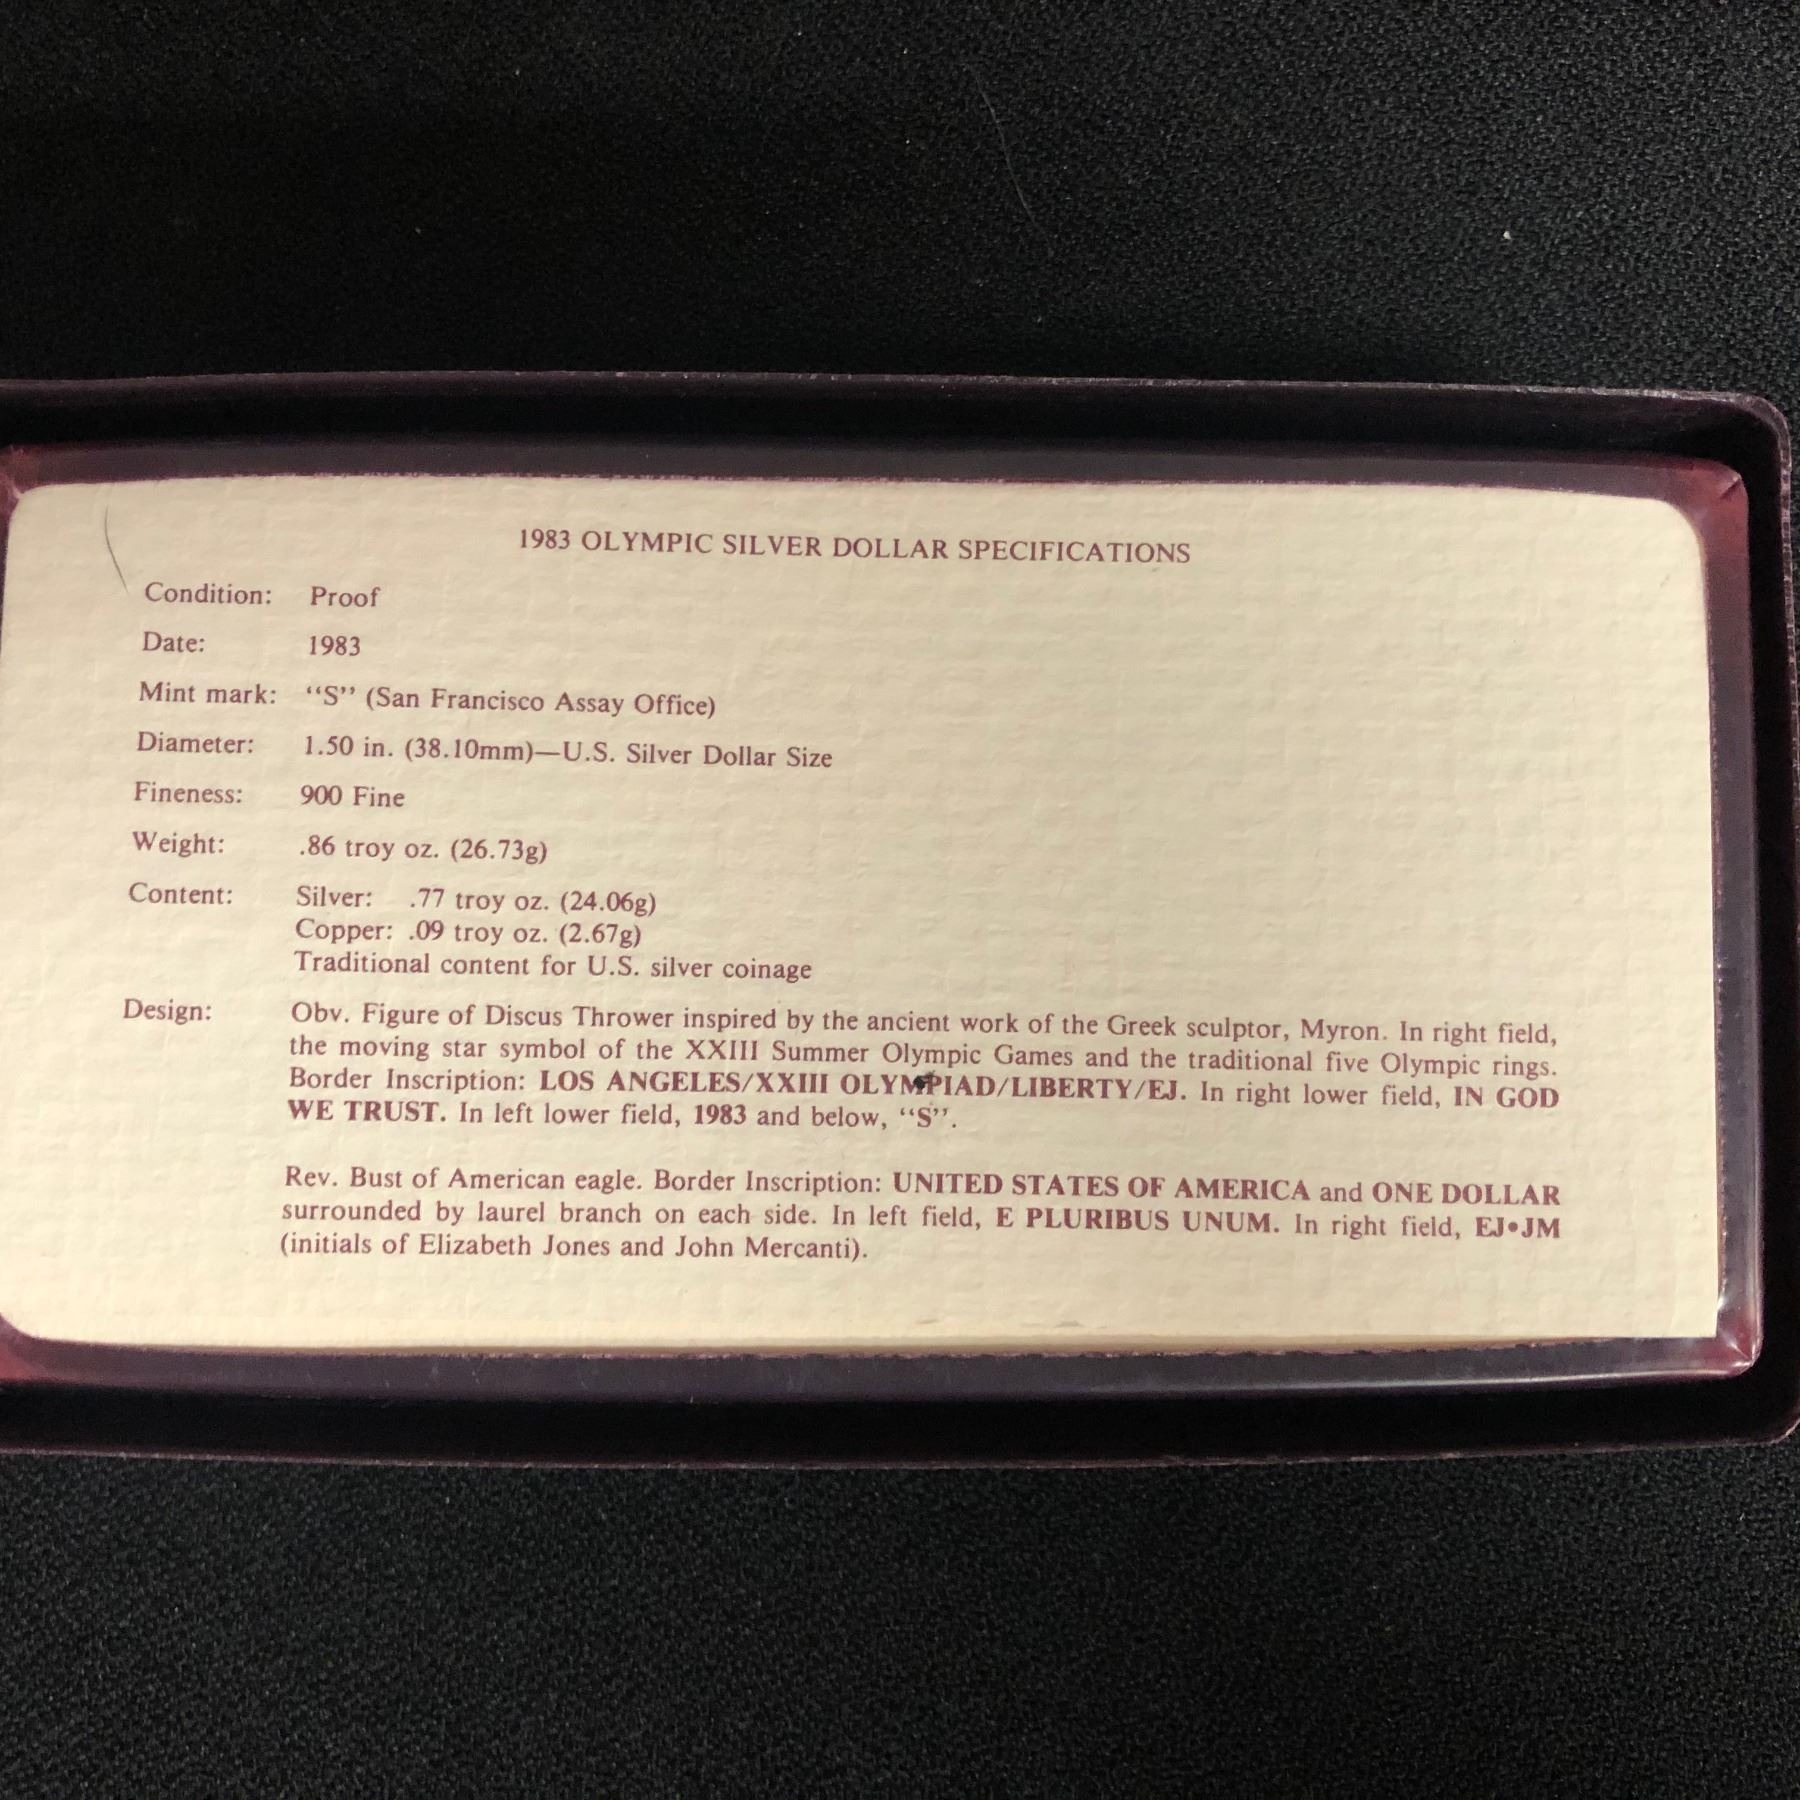 1983 OLYMPIC SILVER DOLLAR SPECIFICATIONS
Condition: Proof
Date: 1983
Mint mark: “S” (San Francisco Assay Office)
Diameter: 1.50 in. (38.10mm)—U.S. Silver Dollar Size
Fineness: 900 Fine
Weight: .86 troy oz. (26.73g)
Content: Silver: .77 troy oz. (24.06g)
Copper: .09 troy oz. (2.67g)
Traditional content for U.S. silver coinage
Design: Obv. Figure of Discus Thrower inspired by the ancient work of the Greek sculptor, Myron. In right field,
the moving star symbol of the XXIII Summer Olympic Games and the traditional five Olympic rings.
Border Inscription: LOS ANGELES/XXIII OLYMPIAD/LIBERTY/EJ. In right lower field, IN GOD
WE TRUST. In left lower field, 1983 and below, “S”.
Rev. Bust of American eagle. Border Inscription: UNITED STATES OF AMERICA and ONE DOLLAR
surrounded by laurel branch on each side. In left field, E PLURIBUS UNUM. In right field, EJ•JM
(initials of Elizabeth Jones and John Mercanti).